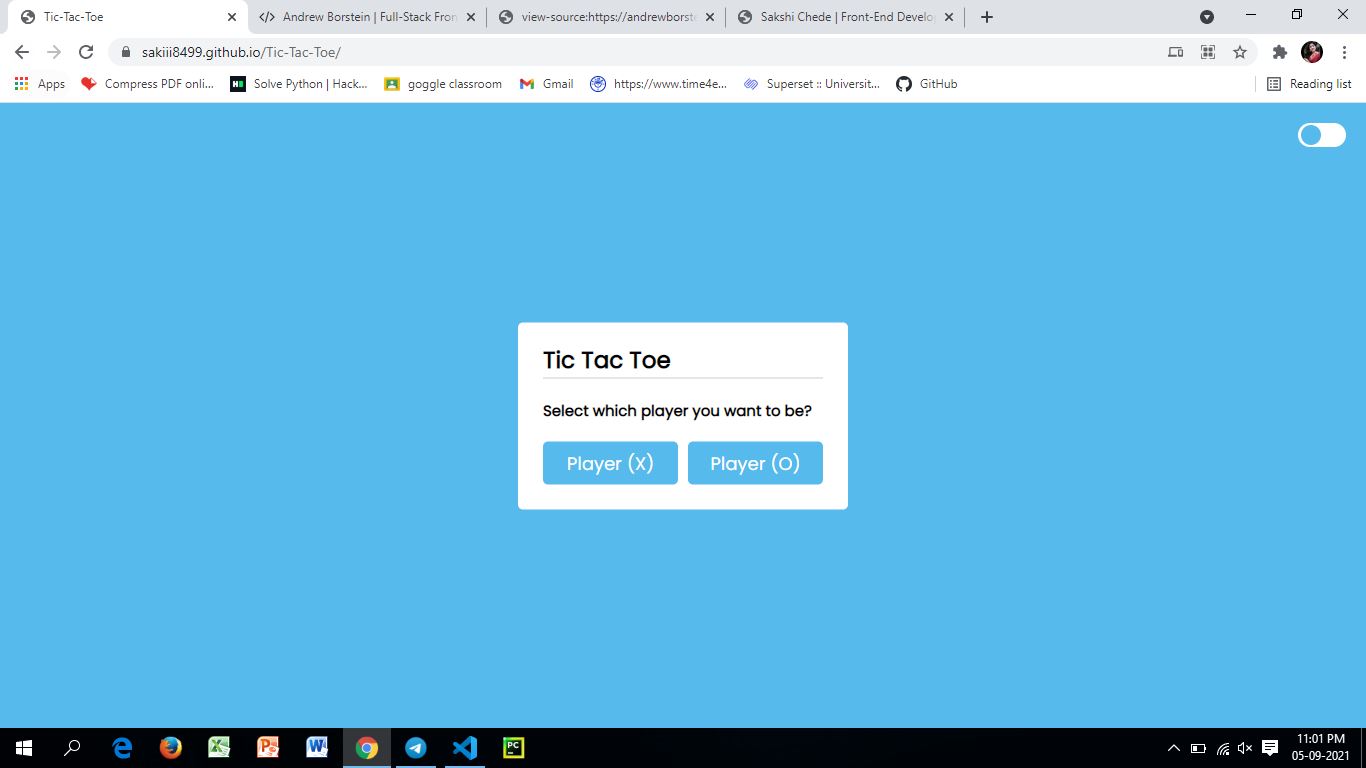 Tic-Tac-Toe
Andrew Borstein | Full-Stack Fron
view-source:https://andrewborste
Sakshi Chede | Front-End Develop
sakiii8499.github.io/Tic-Tac-Toe/
Apps
Compress PDF onli...
Solve Python | Hack...
goggle classroom
Gmail
https://www.time4e...
Superset :: Universit...
GitHub
Reading list
Tic Tac Toe
Select which player you want to be?
Player (X)
Player (O)
11:01 PM
05-09-2021